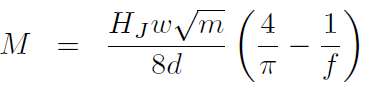 M = \frac{H_J w \sqrt{m}}{8d} \left( \frac{4}{\pi} - \frac{1}{f} \right)